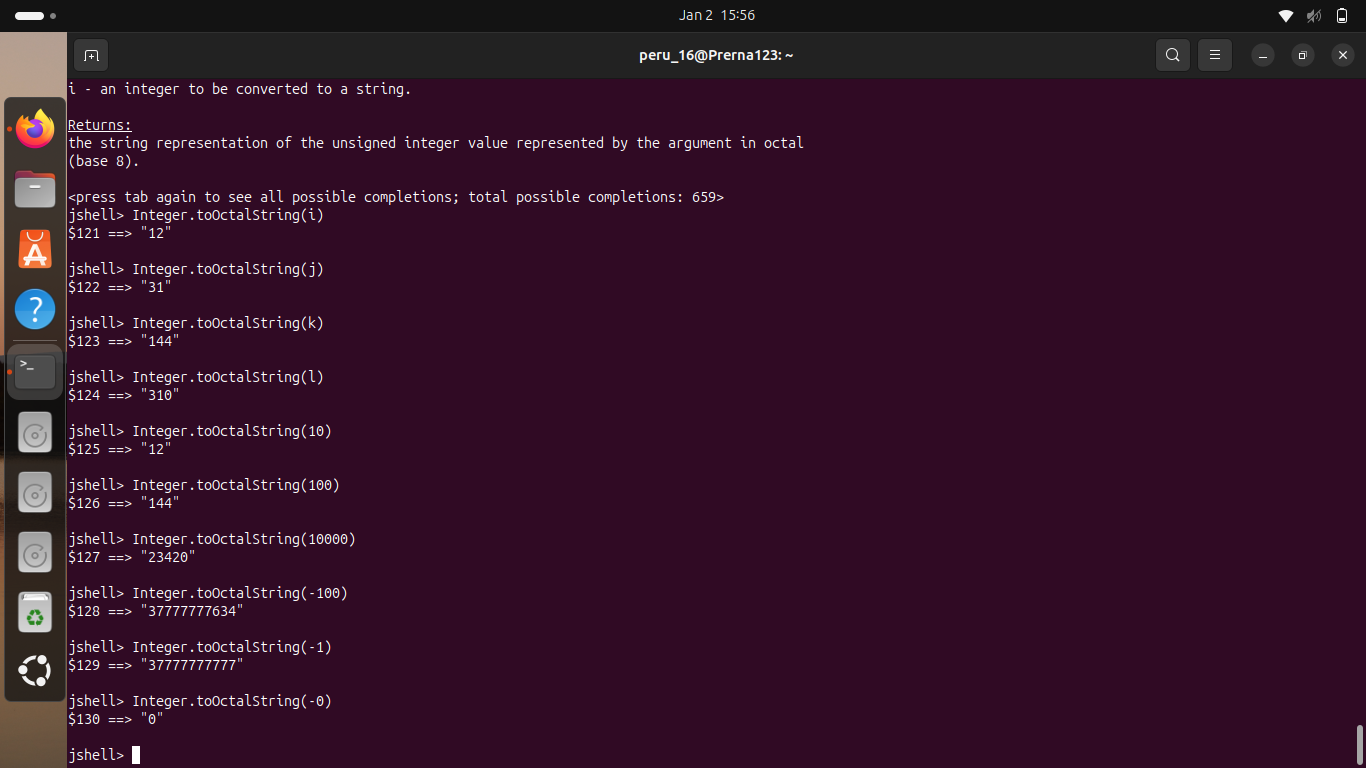 Jan 2 15:56
peru_16@Prerna123: ~
i - an integer to be converted to a string.
Returns:
the string representation of the unsigned integer value represented by the argument in octal
(base 8).
<press tab again to see all possible completions; total possible completions: 659>
jshell> Integer.toOctalString(i)
$121 ==> "12"
jshell> Integer.toOctalString(j)
$122 ==> "31"
jshell> Integer.toOctalString(k)
$123 ==> "144"
jshell> Integer.toOctalString(l)
$124 ==> "310"
jshell> Integer.toOctalString(10)
$125 ==> "12"
jshell> Integer.toOctalString(100)
$126 ==> "144"
jshell> Integer.toOctalString(10000)
$127 ==> "23420"
jshell> Integer.toOctalString(-100)
$128 ==> "37777777634"
jshell> Integer.toOctalString(-1)
$129 ==> "37777777777"
jshell> Integer.toOctalString(-0)
$130 ==> "0"
jshell>